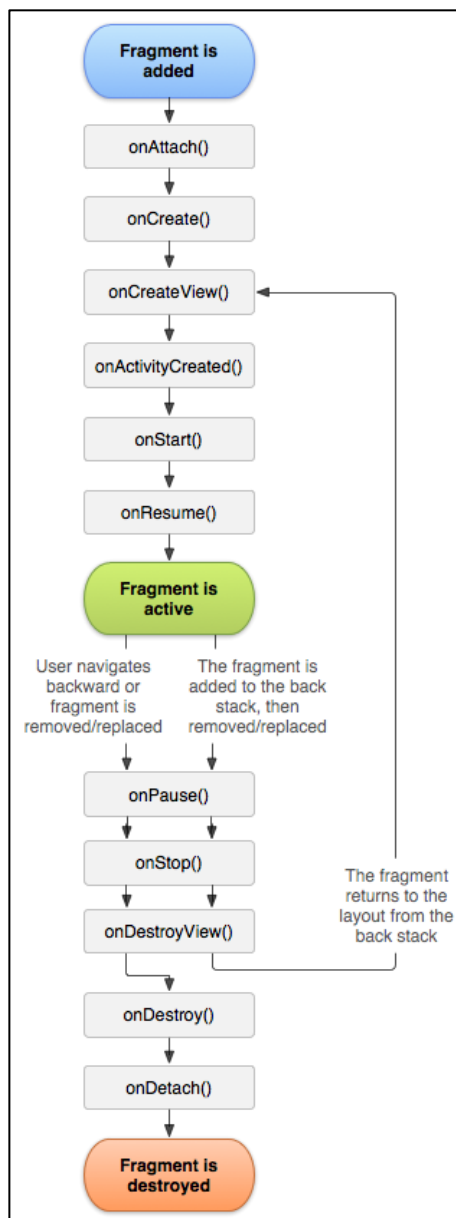 Fragment is
added
onAttach()
onCreate()
onCreateView()
onActivityCreated()
onStart()
onResume()
Fragment is
active
User navigates
backward or
fragment is
removed/replaced
The fragment is
added to the back
stack, then
removed/replaced
onPause()
onStop()
onDestroyView()
The fragment
returns to the
layout from the
back stack
onDestroy()
onDetach()
Fragment is
destroyed